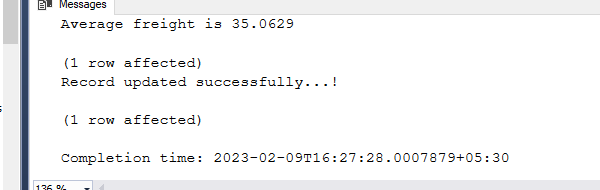 Messages
Average freight is 35.0629
(1 row affected)
Record updated successfully...!
(1 row affected)
Completion time: 2023-02-09T16:27:28.0007879+05:30
136 %